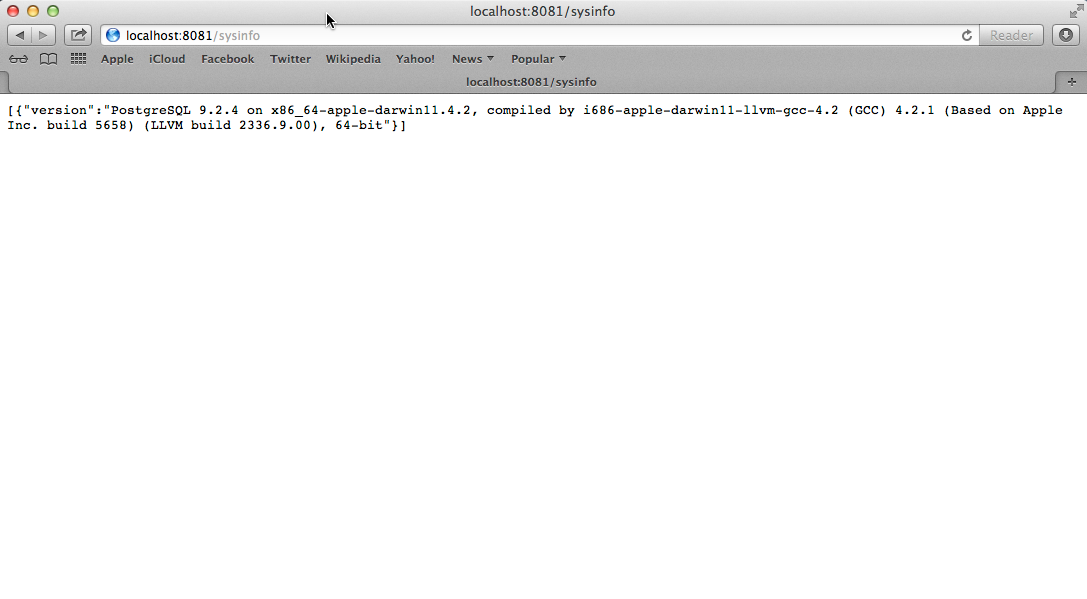 localhost:8081/sysinfo
localhost:8081/sysinfo Reader
Apple iCloud Facebook Twitter Wikipedia Yahoo! News Popular
localhost:8081/sysinfo
[{"version":"PostgreSQL 9.2.4 on x86_64-apple-darwin11.4.2, compiled by i686-apple-darwin11-llvm-gcc-4.2 (GCC) 4.2.1 (Based on Apple
Inc. build 5658) (LLVM build 2336.9.00), 64-bit"}]